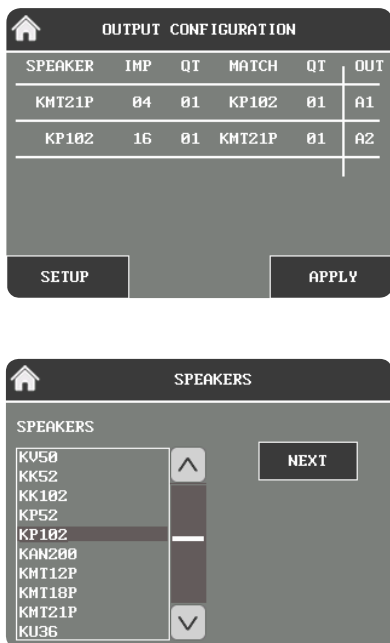 OUTPUT CONFIGURATION
SPEAKER IMP QT MATCH QT OUT
KMT21P 04 01 KP102 01 A1
KP102 16 01 KMT21P 01 A2
SETUP APPLY
SPEAKERS
SPEAKERS
NEXT
KV50
KK52
KK102
KP52
KP102
KAN200
KMT12P
KMT18P
KMT21P
KU36